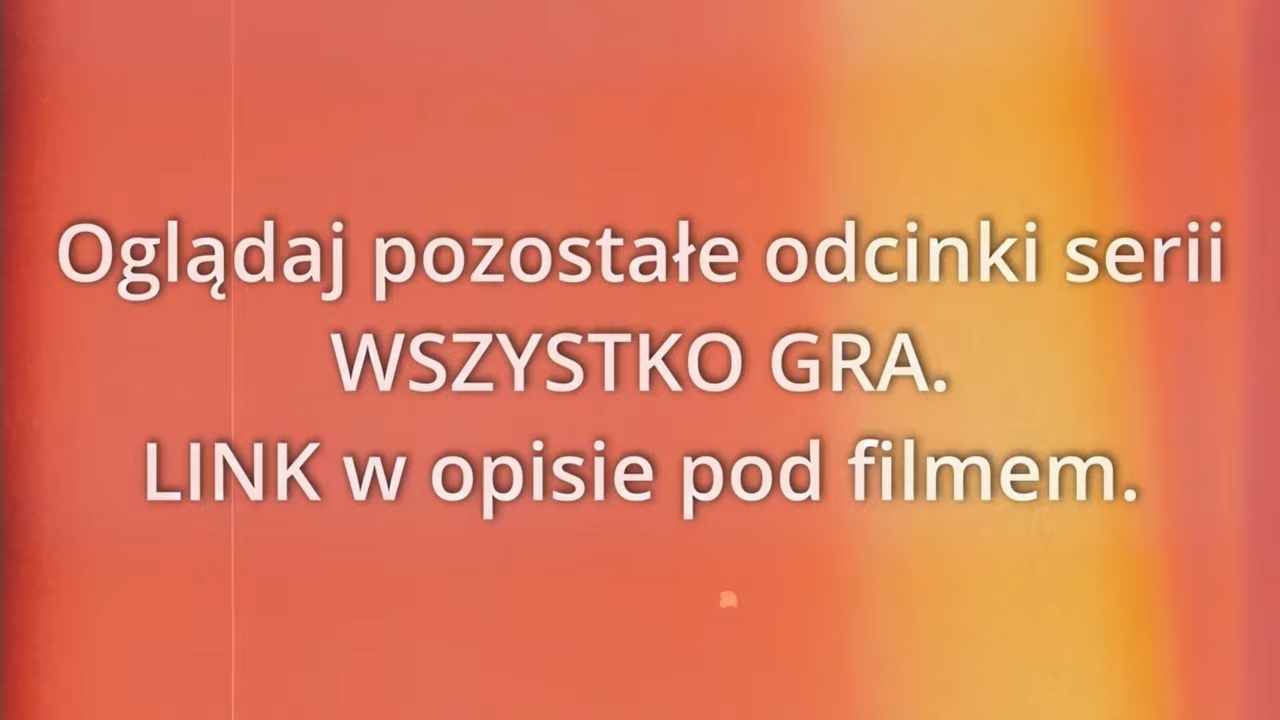 Oglądaj pozostałe odcinki serii
WSZYSTKO GRA.
LINK w opisie pod filmem.